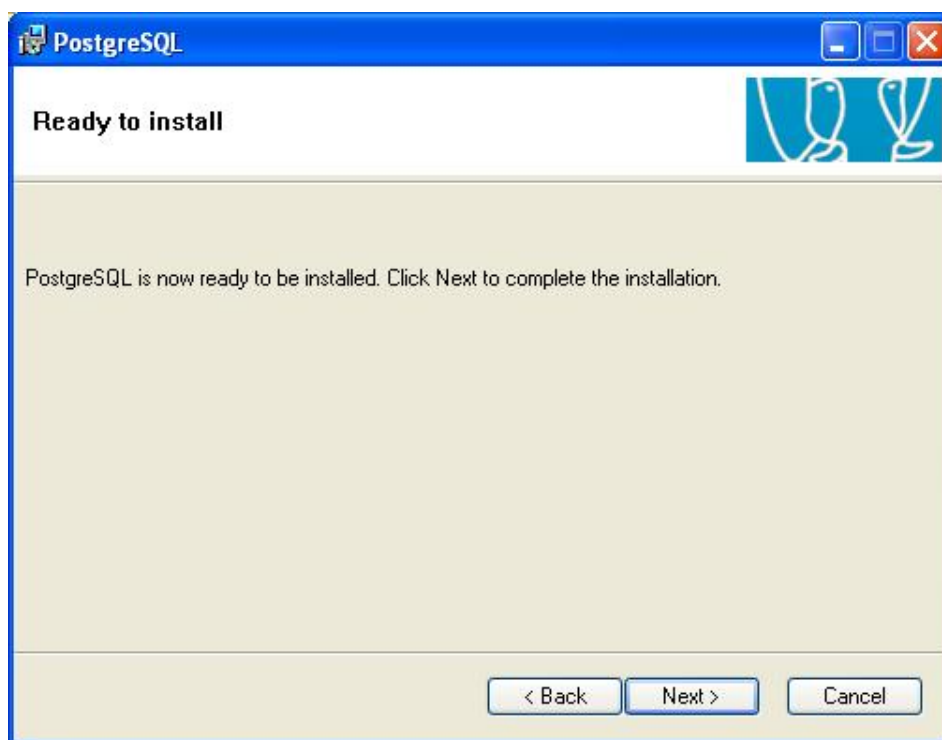 PostgreSQL
Ready to install
PostgreSQL is now ready to be installed. Click Next to complete the installation.
< Back Next > Cancel